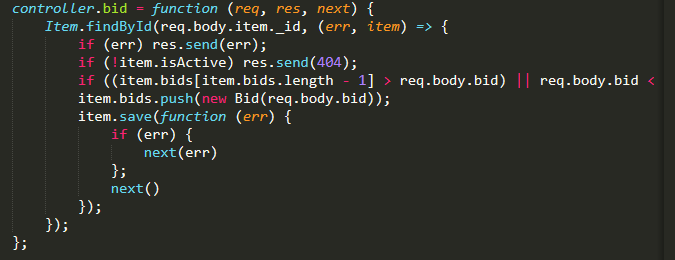 controller.bid = function (req, res, next) {
    Item.findById(req.body.item._id, (err, item) => {
        if (err) res.send(err);
        if (!item.isActive) res.send(404);
        if ((item.bids[item.bids.length - 1] > req.body.bid) || req.body.bid <
        item.bids.push(new Bid(req.body.bid));
        item.save(function (err) {
            if (err) {
                next(err)
            };
            next()
        });
    });
};